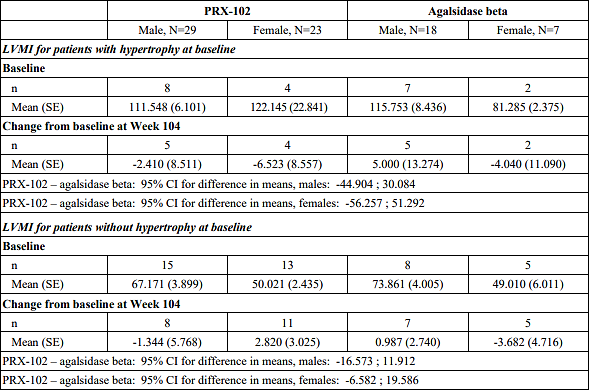 PRX-102 Agalsidase beta
Male, N=29 Female, N=23 Male, N=18 Female, N=7
LVMI for patients with hypertrophy at baseline
Baseline
n 8 4 7 2
Mean (SE) 111.548 (6.101) 122.145 (22.841) 115.753 (8.436) 81.285 (2.375)
Change from baseline at Week 104
n 5 4 5 2
Mean (SE) -2.410 (8.511) -6.523 (8.557) 5.000 (13.274) -4.040 (11.090)
PRX-102 – agalsidase beta: 95% CI for difference in means, males: -44.904 ; 30.084
PRX-102 – agalsidase beta: 95% CI for difference in means, females: -56.257 ; 51.292
LVMI for patients without hypertrophy at baseline
Baseline
n 15 13 8 5
Mean (SE) 67.171 (3.899) 50.021 (2.435) 73.861 (4.005) 49.010 (6.011)
Change from baseline at Week 104
n 8 11 7 5
Mean (SE) -1.344 (5.768) 2.820 (3.025) 0.987 (2.740) -3.682 (4.716)
PRX-102 – agalsidase beta: 95% CI for difference in means, males: -16.573 ; 11.912
PRX-102 – agalsidase beta: 95% CI for difference in means, females: -6.582 ; 19.586